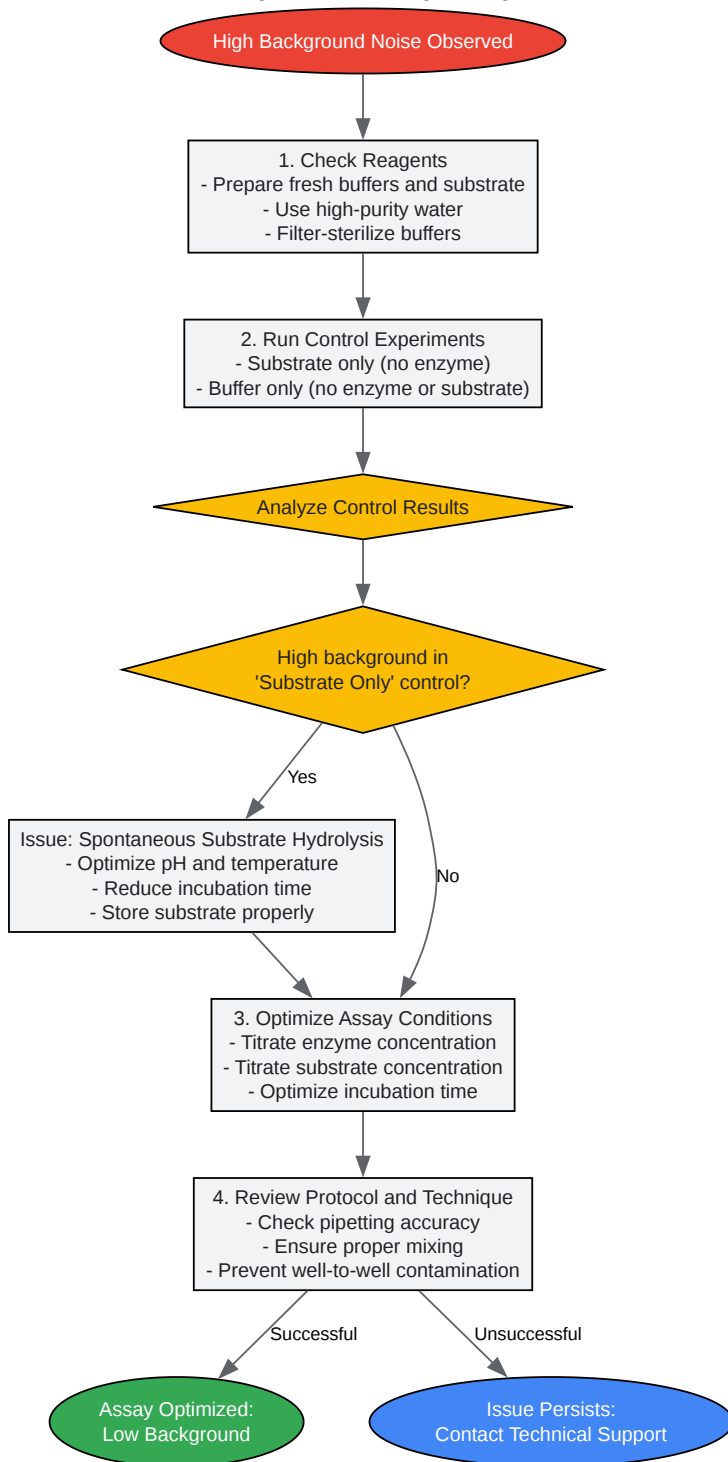 High Background Noise Observed
1. Check Reagents
- Prepare fresh buffers and substrate
- Use high-purity water
- Filter-sterilize buffers
2. Run Control Experiments
- Substrate only (no enzyme)
- Buffer only (no enzyme or substrate)
Analyze Control Results
High background in
'Substrate Only' control?
Yes
Issue: Spontaneous Substrate Hydrolysis
- Optimize pH and temperature
- Reduce incubation time
- Store substrate properly
No
3. Optimize Assay Conditions
- Titrate enzyme concentration
- Titrate substrate concentration
- Optimize incubation time
4. Review Protocol and Technique
- Check pipetting accuracy
- Ensure proper mixing
- Prevent well-to-well contamination
Successful
Unsuccessful
Assay Optimized:
Low Background
Issue Persists:
Contact Technical Support